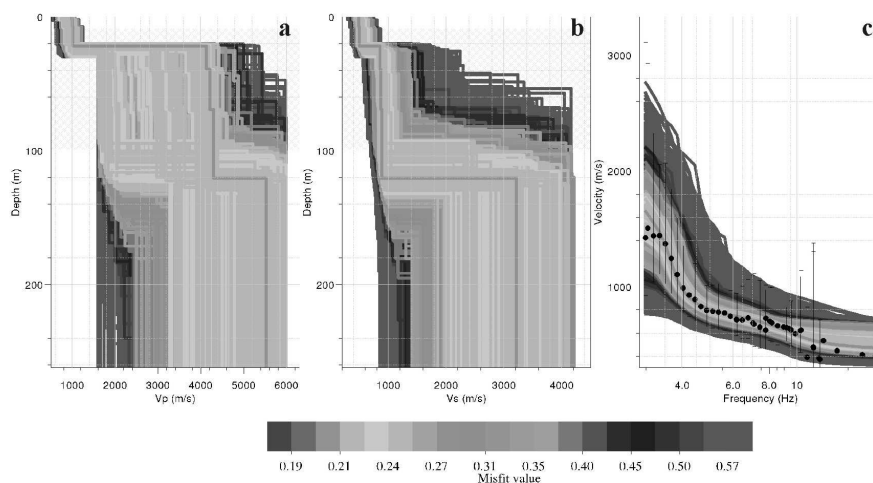 a
0
100
200
Depth (m)
1000 2000 3000 4000 5000 6000
Vp (m/s)
b
0
100
200
Depth (m)
1000 2000 3000 4000
Vs (m/s)
c
3000
2000
1000
Velocity (m/s)
4.0 6.0 8.0 10
Frequency (Hz)
0.19 0.21 0.24 0.27 0.31 0.35 0.40 0.45 0.50 0.57
Misfit value